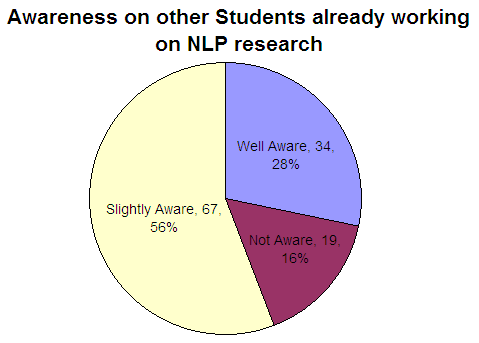 Awareness on other Students already working
on NLP research
Well Aware, 34,
28%
Slightly Aware, 67,
56%
Not Aware, 19,
16%